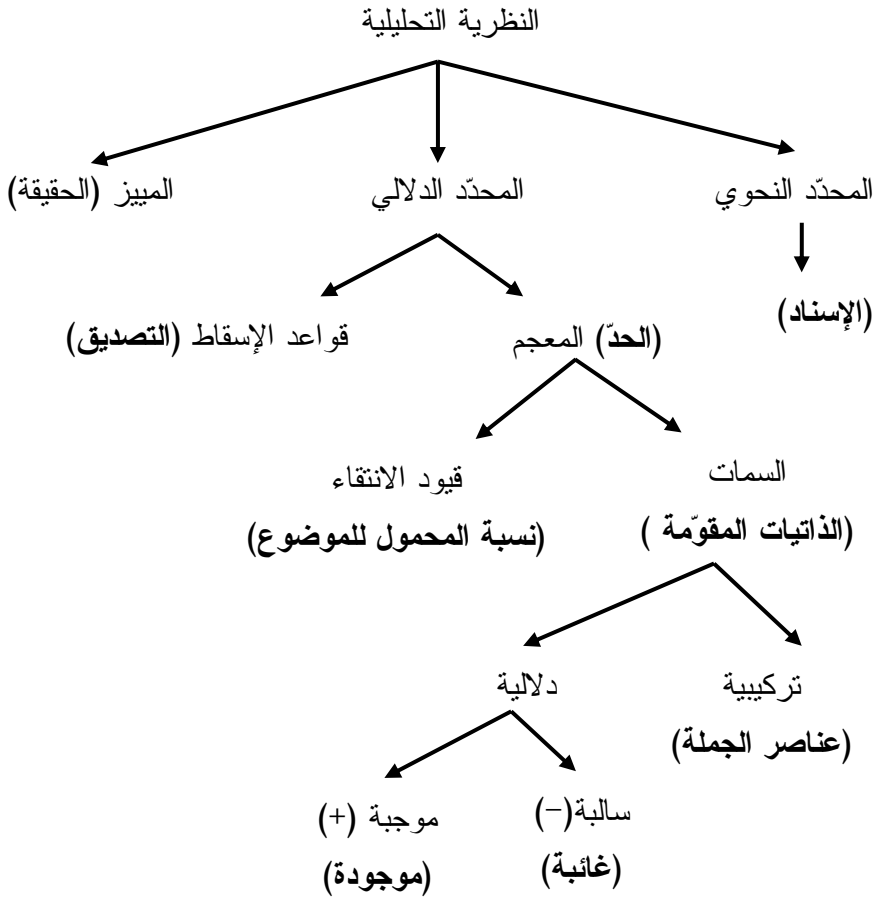 النظرية التحليلية
المحدّد النحوي
المحدّد الدلالي
المييز (الحقيقة)
(الإسناد)
(الحدّ) المعجم
قواعد الإسقاط (التصديق)
السمات
(الذاتيات المقوّمة )
قيود الانتقاء
(نسبة المحمول للموضوع)
تركيبية
(عناصر الجملة)
دلالية
سالبة(−)
(غائبة)
موجبة (+)
(موجودة)